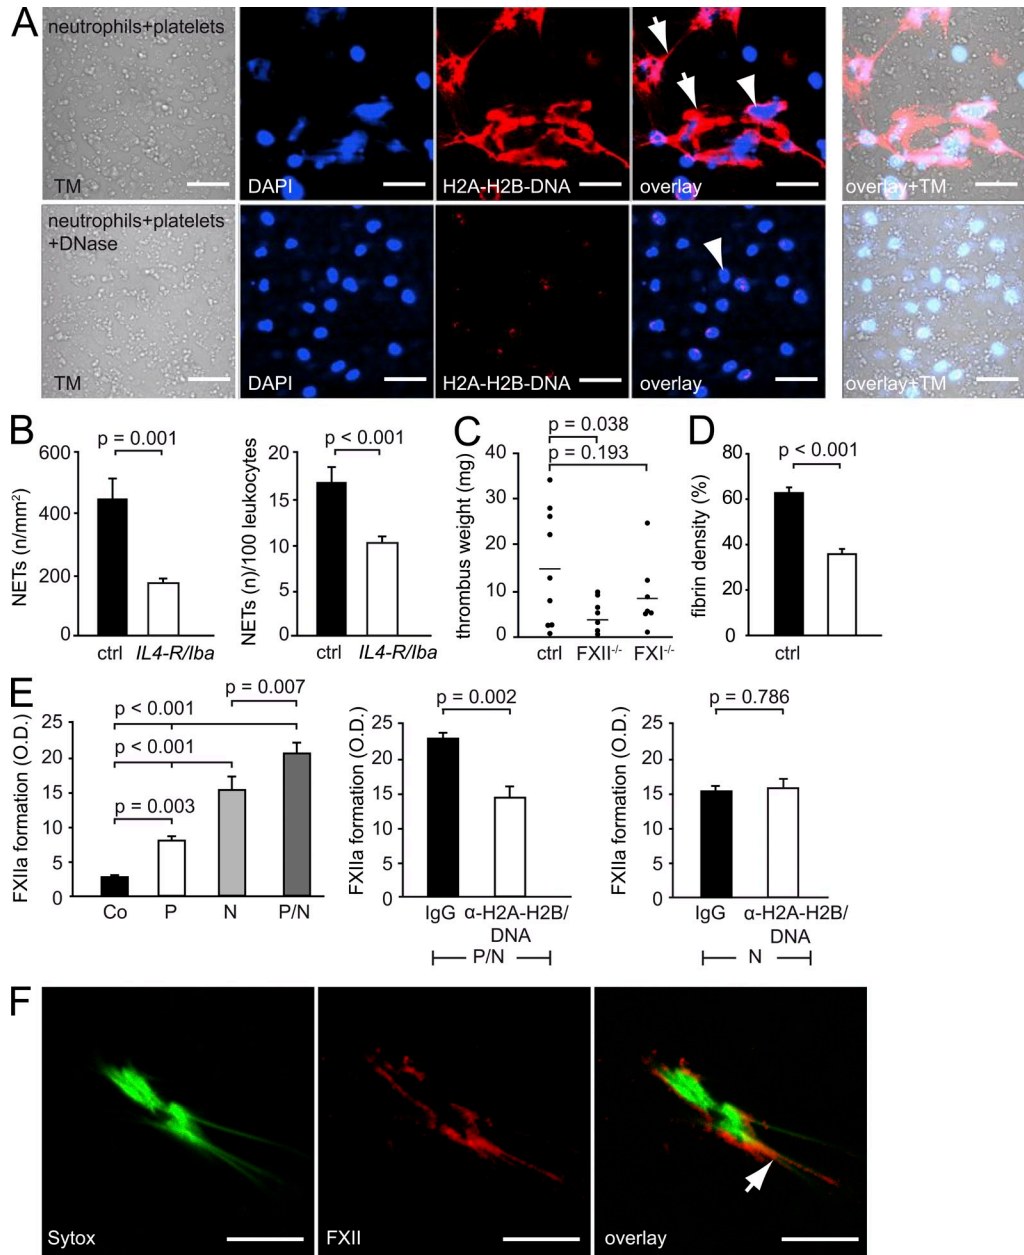 A
neutrophils+platelets
TM
DAPI
H2A-H2B-DNA
overlay
overlay+TM
neutrophils+platelets
+DNase
TM
DAPI
H2A-H2B-DNA
overlay
overlay+TM
B
NETs (n/mm²)
600
400
200
0
p = 0.001
ctrl
IL4-R/Iba
NETs (n)/100 leukocytes
20
15
10
5
0
p < 0.001
ctrl
IL4-R/Iba
C
thrombus weight (mg)
40
30
20
10
0
p = 0.038
p = 0.193
ctrl
FXII-/-
FXI-/-
D
fibrin density (%)
80
60
40
20
0
p < 0.001
ctrl
E
FXIIa formation (O.D.)
25
20
15
10
5
0
p = 0.007
p < 0.001
p < 0.001
p = 0.003
Co
P
N
P/N
FXIIa formation (O.D.)
25
20
15
10
5
0
p = 0.002
IgG
α-H2A-H2B/
DNA
P/N
FXIIa formation (O.D.)
25
20
15
10
5
0
p = 0.786
IgG
α-H2A-H2B/
DNA
N
F
Sytox
FXII
overlay